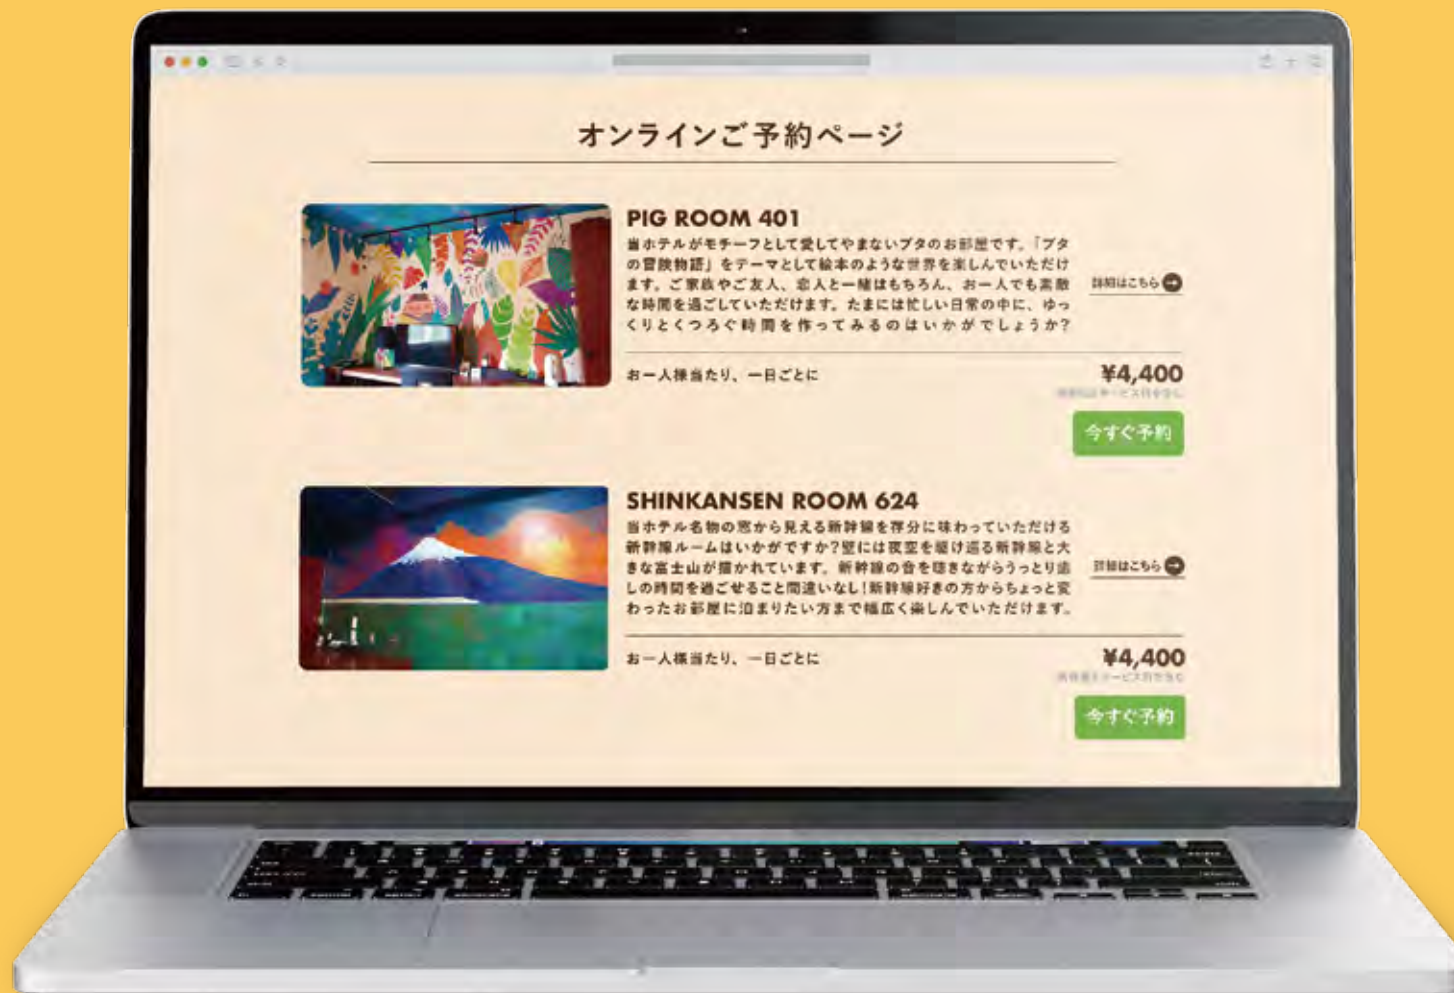 オンラインご予約ページ
PIG ROOM 401
当ホテルがモチーフとして愛してやまないブタのお部屋です。「ブタ
の冒険物語」をテーマとして絵本のような世界を楽しんでいただけ
ます。ご家族やご友人、恋人と一緒はもちろん、お一人でも素敵
な時間を過ごしていただけます。たまには忙しい日常の中に、ゆっ
くりとくつろぐ時間を作ってみるのはいかがでしょうか?
詳細はこちら
お一人様当たり、一日ごとに
¥4,400
今すぐ予約
SHINKANSEN ROOM 624
当ホテル名物の窓から見える新幹線を存分に味わっていただける
新幹線ルームはいかがですか?壁には夜空を駆け巡る新幹線と大
きな富士山が描かれています。新幹線の音を聴きながらうっとり癒
しの時間を過ごせること間違いなし!新幹線好きの方からちょっと変
わったお部屋に泊まりたい方まで幅広く楽しんでいただけます。
詳細はこちら
お一人様当たり、一日ごとに
¥4,400
今すぐ予約